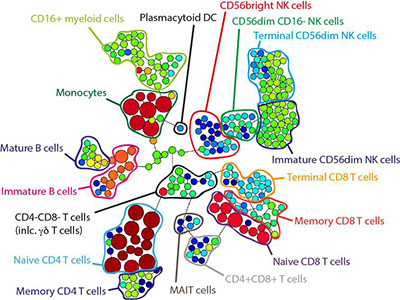 CD16+ myeloid cells
Plasmacytoid DC
CD56bright NK cells
CD56dim CD16- NK cells
Terminal CD56dim NK cells
Monocytes
Mature B cells
Immature CD56dim NK cells
Immature B cells
Terminal CD8 T cells
CD4-CD8- T cells
(inlc. γδ T cells)
Memory CD8 T cells
Naive CD4 T cells
Naive CD8 T cells
CD4+CD8+ T cells
Memory CD4 T cells
MAIT cells